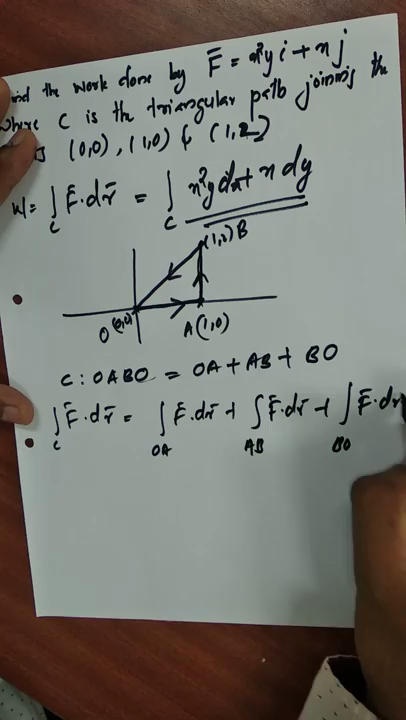 the work done by F̄ = x²y i + x j
where C is the triangular path joining the
(0,0), (1,0) & (1,2)
W = ∫_C F̄·dr̄ = ∫_C x²y dx + x dy
(1,2) B
O (0,0)
A (1,0)
C : OABO = OA + AB + BO
∫_C F̄·dr̄ = ∫_OA F̄·dr̄ + ∫_AB F̄·dr̄ + ∫_BO F̄·dr